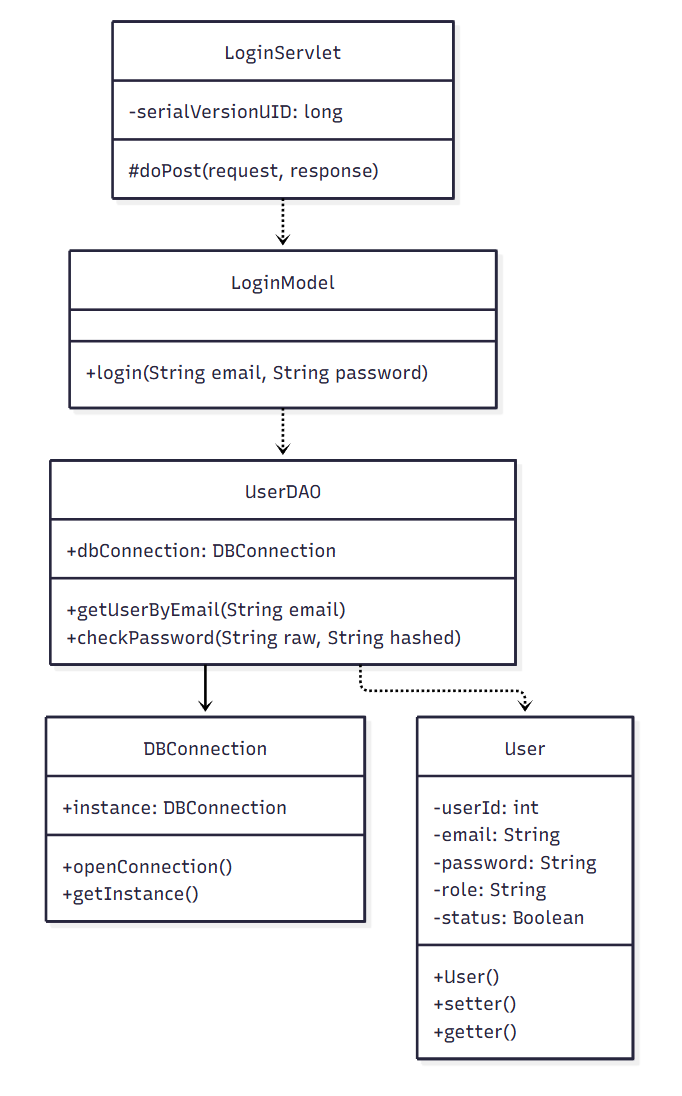 LoginServlet
-serialVersionUID: long
#doPost(request, response)
LoginModel
+login(String email, String password)
UserDAO
+dbConnection: DBConnection
+getUserByEmail(String email)
+checkPassword(String raw, String hashed)
DBConnection
+instance: DBConnection
+openConnection()
+getInstance()
User
-userId: int
-email: String
-password: String
-role: String
-status: Boolean
+User()
+setter()
+getter()